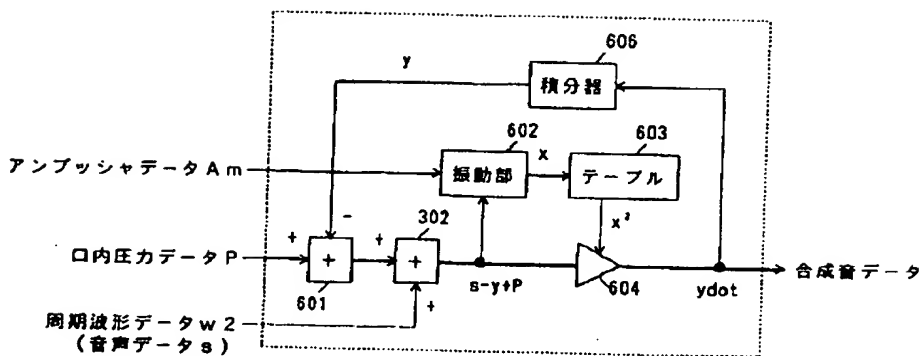 606
y
積分器
602
603
x
アンブッシャデータAm
振動部
テーブル
302
x²
−
+
+
口内圧力データP
+
+
合成音データ
s-y+P
604
ydot
601
+
周期波形データw2
(音声データs)